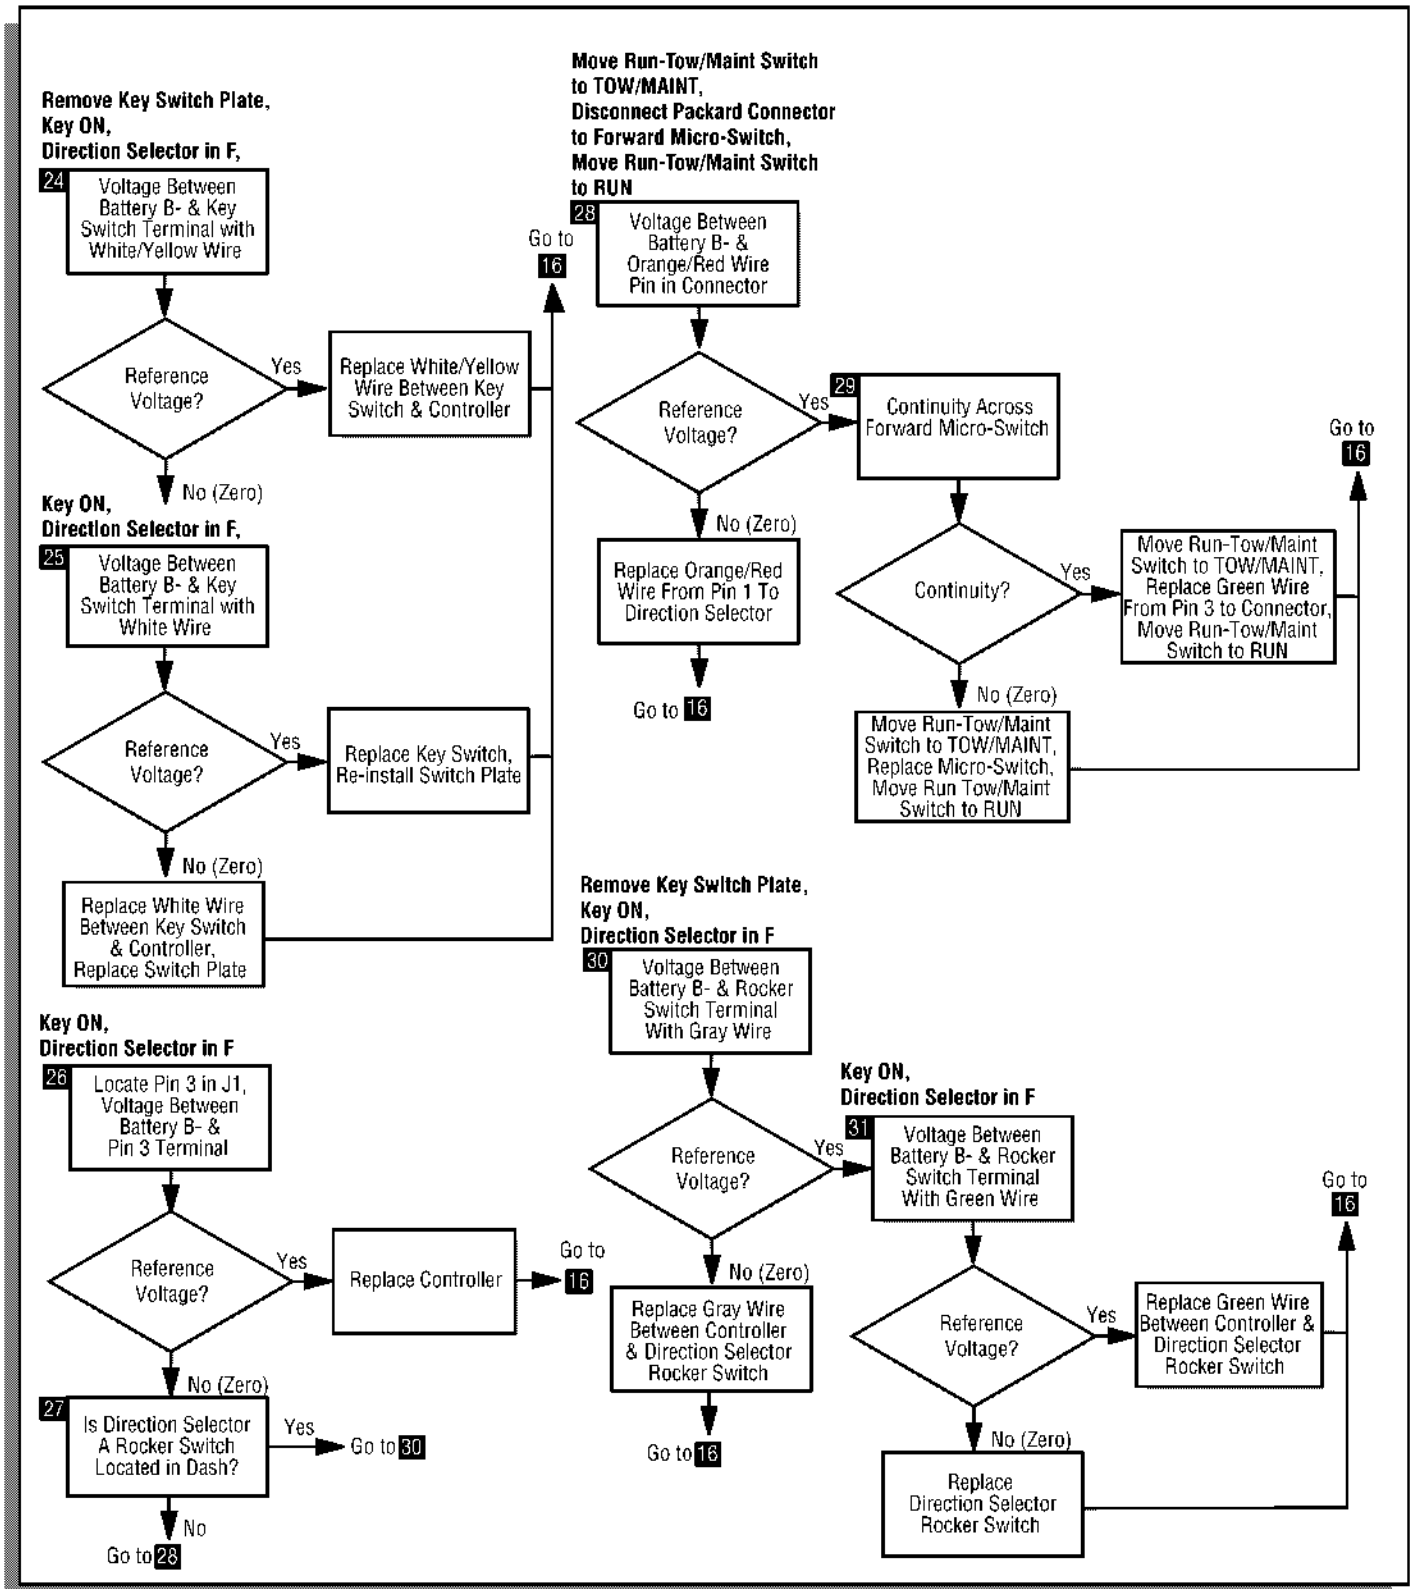 Remove Key Switch Plate,
Key ON,
Direction Selector in F,
24
Voltage Between
Battery B- & Key
Switch Terminal with
White/Yellow Wire
Reference
Voltage?
Yes
Replace White/Yellow
Wire Between Key
Switch & Controller
Go to
16
No (Zero)
Key ON,
Direction Selector in F,
25
Voltage Between
Battery B- & Key
Switch Terminal with
White Wire
Reference
Voltage?
Yes
Replace Key Switch,
Re-install Switch Plate
No (Zero)
Replace White Wire
Between Key Switch
& Controller,
Replace Switch Plate
Key ON,
Direction Selector in F
26
Locate Pin 3 in J1,
Voltage Between
Battery B- &
Pin 3 Terminal
Reference
Voltage?
Yes
Replace Controller
Go to
16
No (Zero)
27
Is Direction Selector
A Rocker Switch
Located in Dash?
Yes
Go to 30
No
Go to 28
Move Run-Tow/Maint Switch
to TOW/MAINT,
Disconnect Packard Connector
to Forward Micro-Switch,
Move Run-Tow/Maint Switch
to RUN
28
Voltage Between
Battery B- &
Orange/Red Wire
Pin in Connector
Reference
Voltage?
Yes
No (Zero)
Replace Orange/Red
Wire From Pin 1 To
Direction Selector
Go to 16
29
Continuity Across
Forward Micro-Switch
Continuity?
Yes
Move Run-Tow/Maint
Switch to TOW/MAINT,
Replace Green Wire
From Pin 3 to Connector,
Move Run-Tow/Maint
Switch to RUN
Go to
16
No (Zero)
Move Run-Tow/Maint
Switch to TOW/MAINT,
Replace Micro-Switch,
Move Run Tow/Maint
Switch to RUN
Remove Key Switch Plate,
Key ON,
Direction Selector in F
30
Voltage Between
Battery B- & Rocker
Switch Terminal
With Gray Wire
Reference
Voltage?
Yes
No (Zero)
Replace Gray Wire
Between Controller
& Direction Selector
Rocker Switch
Go to 16
Key ON,
Direction Selector in F
31
Voltage Between
Battery B- & Rocker
Switch Terminal
With Green Wire
Reference
Voltage?
Yes
Replace Green Wire
Between Controller &
Direction Selector
Rocker Switch
Go to
16
No (Zero)
Replace
Direction Selector
Rocker Switch